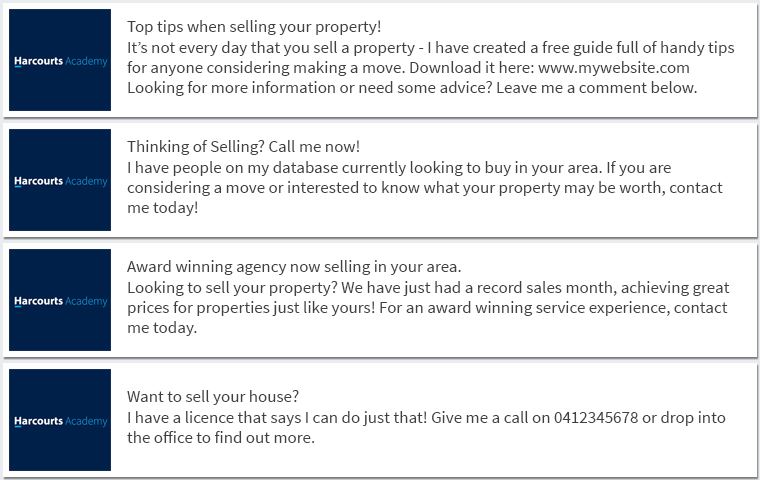 Harcourts Academy
Top tips when selling your property!
It’s not every day that you sell a property - I have created a free guide full of handy tips
for anyone considering making a move. Download it here: www.mywebsite.com
Looking for more information or need some advice? Leave me a comment below.
Harcourts Academy
Thinking of Selling? Call me now!
I have people on my database currently looking to buy in your area. If you are
considering a move or interested to know what your property may be worth, contact
me today!
Harcourts Academy
Award winning agency now selling in your area.
Looking to sell your property? We have just had a record sales month, achieving great
prices for properties just like yours! For an award winning service experience, contact
me today.
Harcourts Academy
Want to sell your house?
I have a licence that says I can do just that! Give me a call on 0412345678 or drop into
the office to find out more.